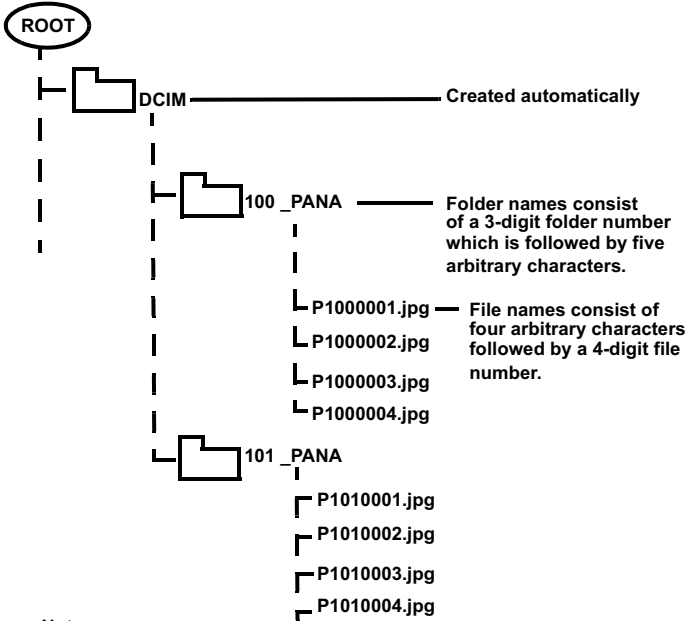 ROOT
DCIM
Created automatically
100 _PANA
Folder names consist
of a 3-digit folder number
which is followed by five
arbitrary characters.
P1000001.jpg
File names consist of
four arbitrary characters
followed by a 4-digit file
number.
P1000002.jpg
P1000003.jpg
P1000004.jpg
101 _PANA
P1010001.jpg
P1010002.jpg
P1010003.jpg
P1010004.jpg